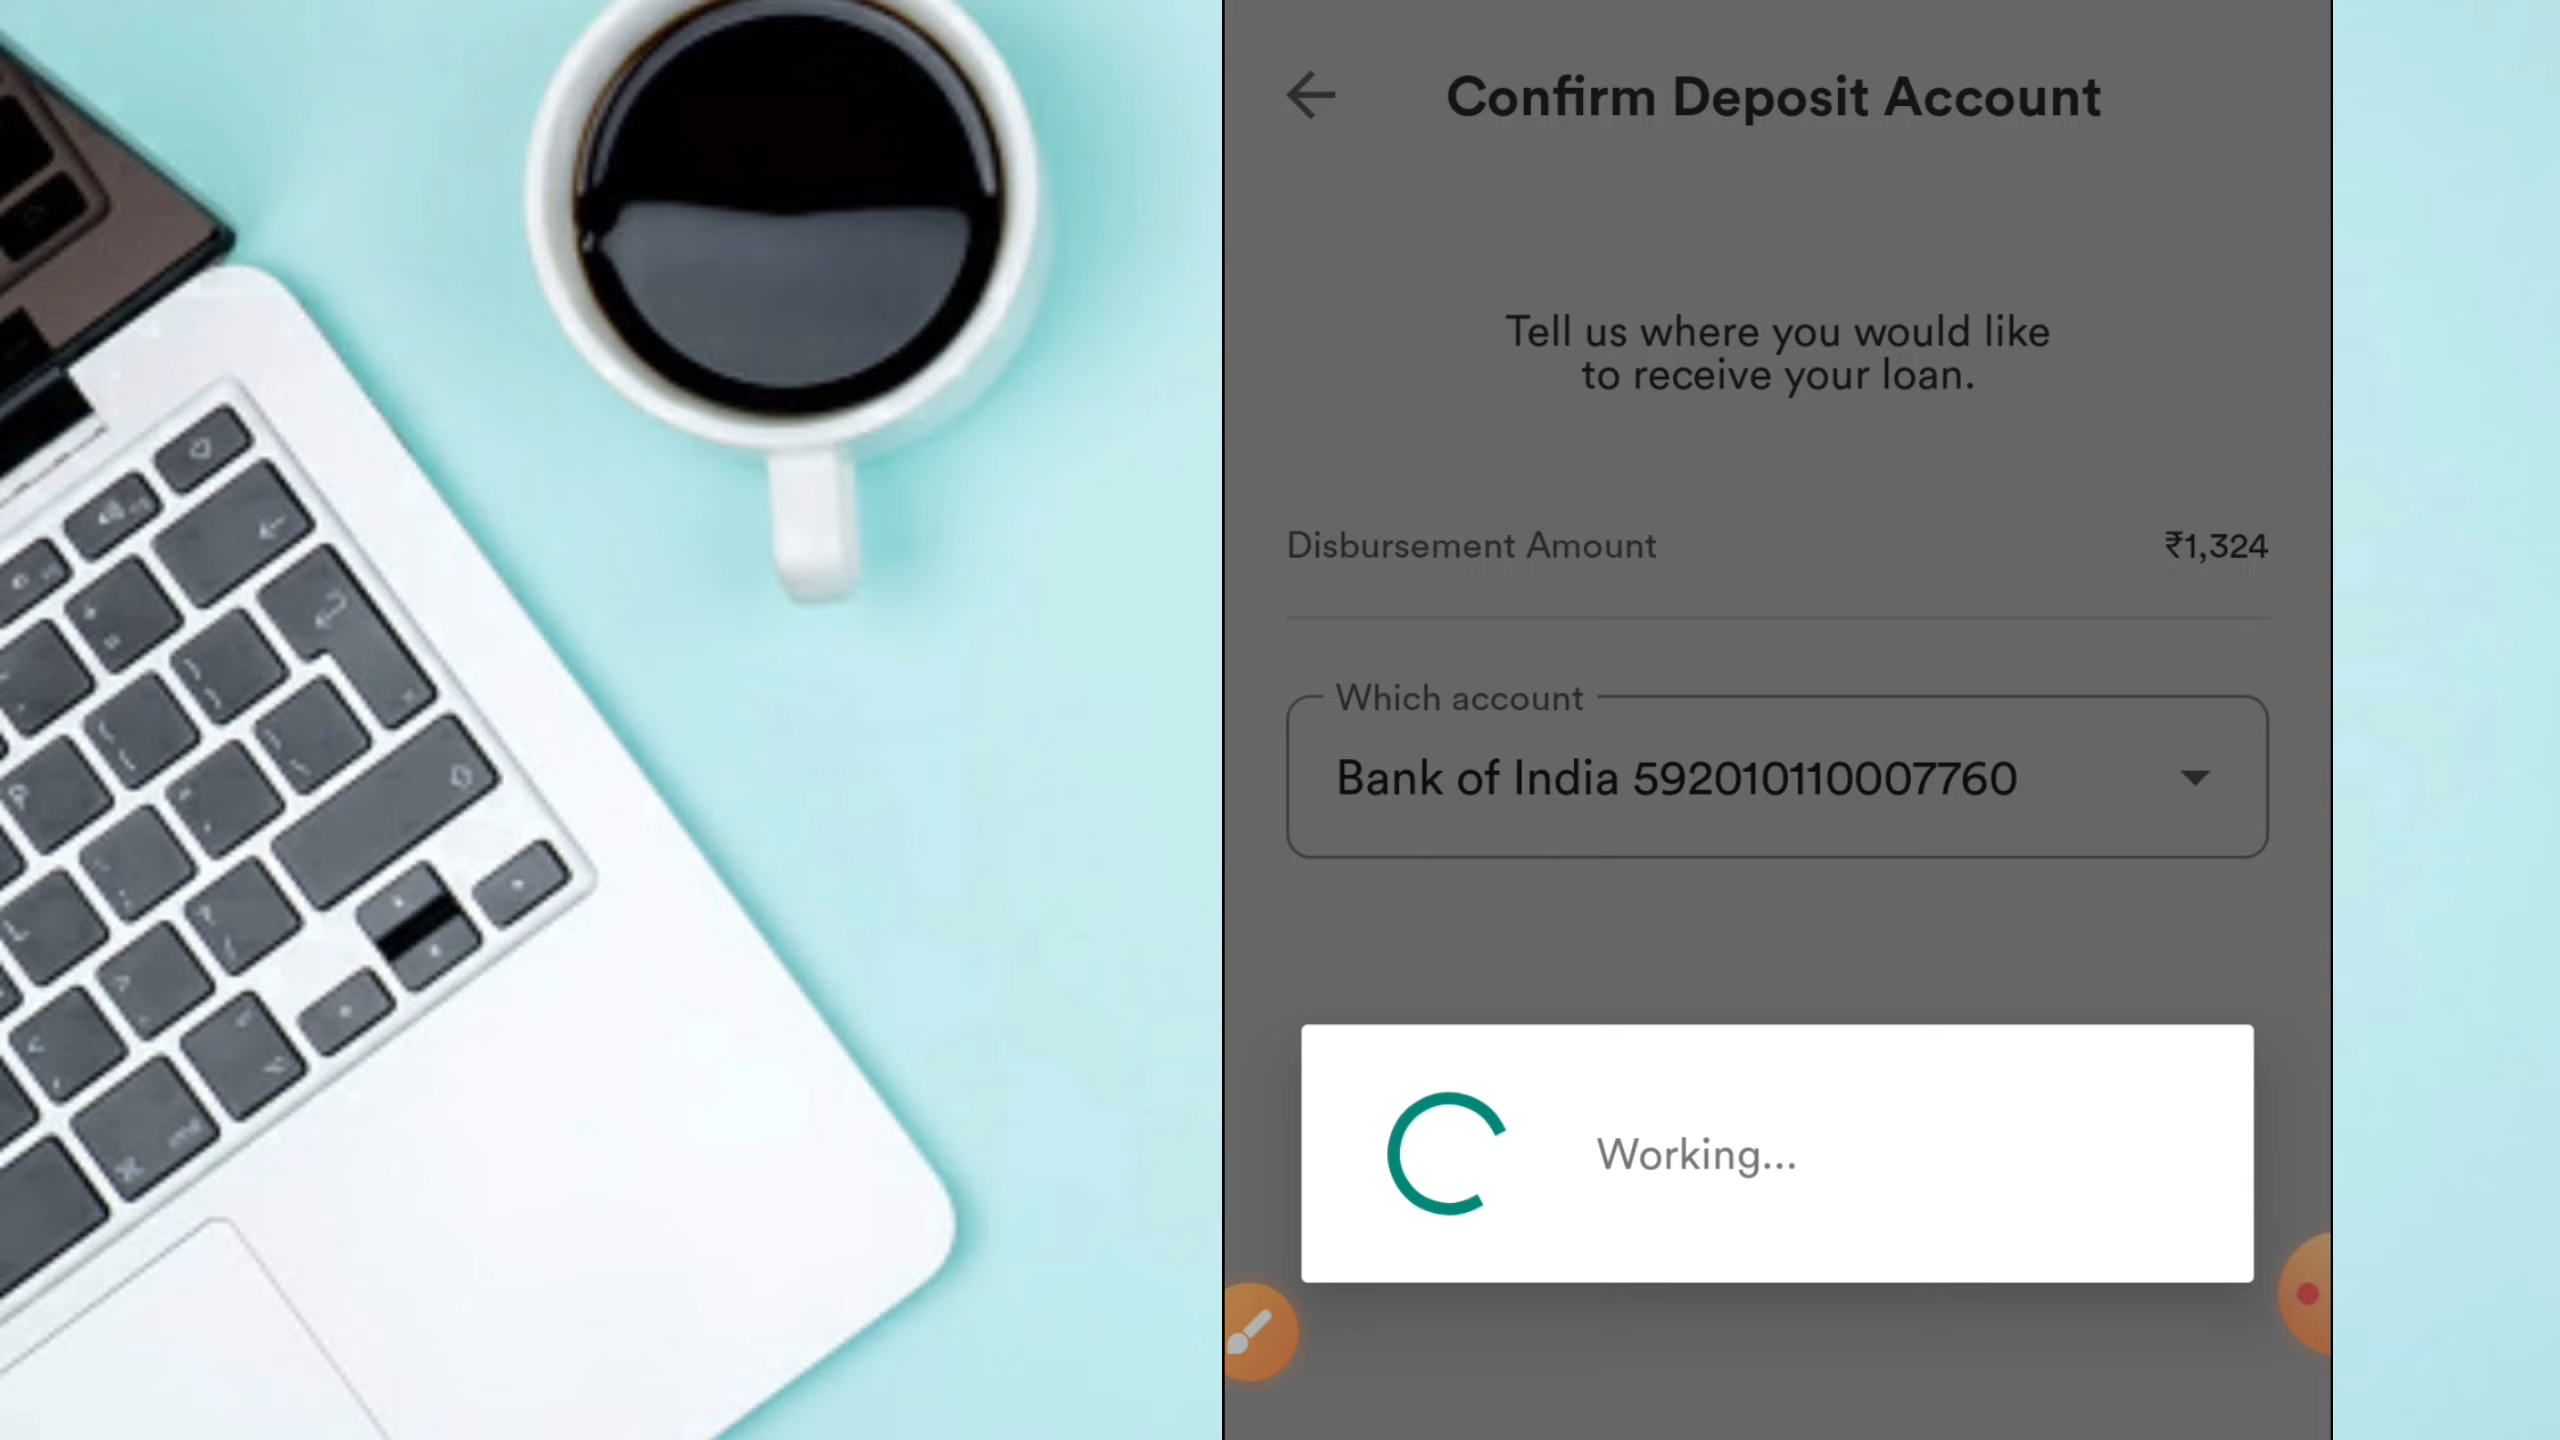 Confirm Deposit Account
Tell us where you would like
to receive your loan.
Disbursement Amount ₹1,324
Which account
Bank of India 592010110007760
Working...